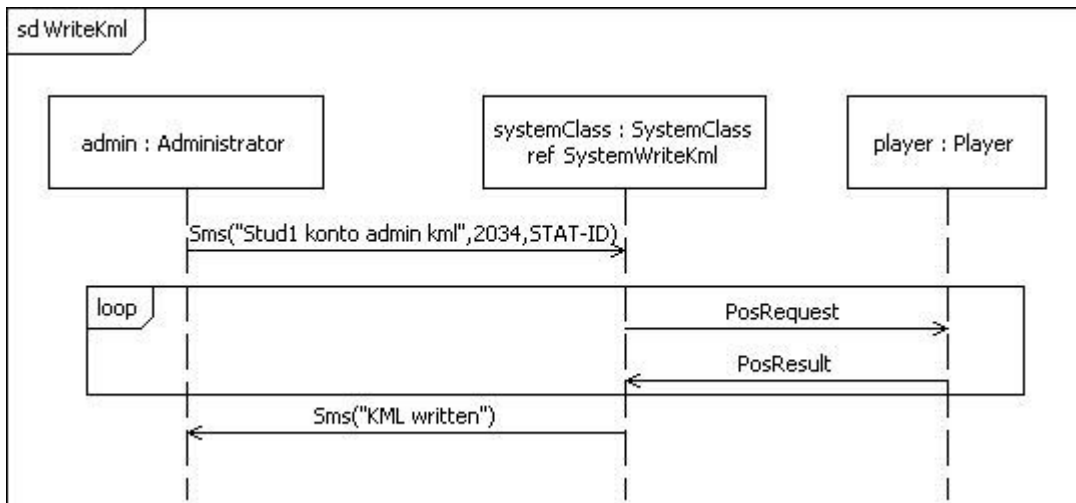 sd WriteKml
admin : Administrator
systemClass : SystemClass
ref SystemWriteKml
player : Player
Sms("Stud1 konto admin kml",2034,STAT-ID)
loop
PosRequest
PosResult
Sms("KML written")